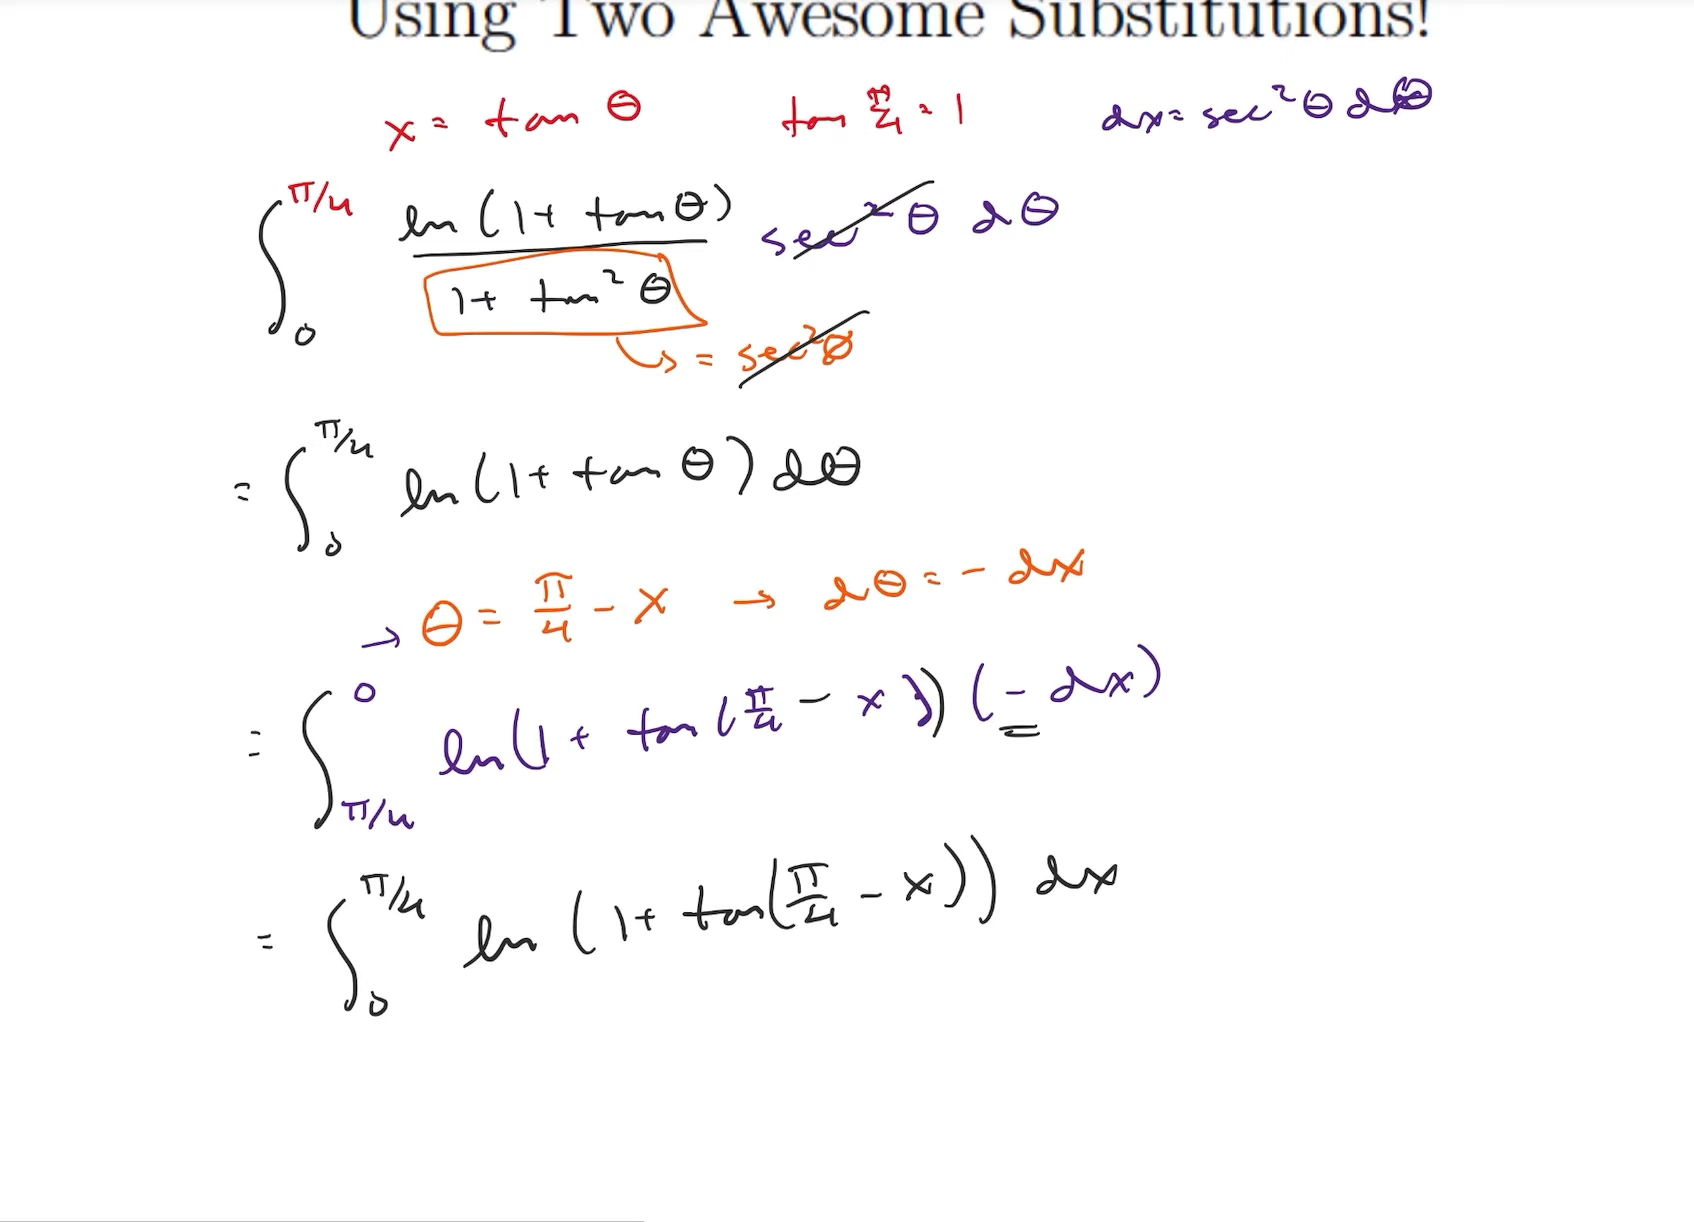 Using Two Awesome Substitutions!
x = tan θ tan π/4 = 1 dx = sec²θ dθ
∫₀^{π/4} ln(1 + tan θ) / (1 + tan² θ) sec²θ dθ
↳ = sec²θ
= ∫₀^{π/4} ln(1 + tan θ) dθ
→ θ = π/4 - x → dθ = - dx
= ∫_{π/4}^{0} ln(1 + tan(π/4 - x))(- dx)
= ∫₀^{π/4} ln(1 + tan(π/4 - x)) dx